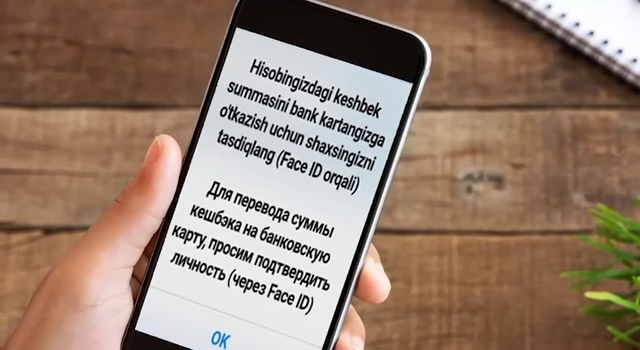 Hisobingizdagi keshbek
summasini bank kartangizga
o'tkazish uchun shaxsingizni
tasdiqlang (Face ID orqali)
Для перевода суммы
кешбэка на банковскую
карту, просим подтвердить
личность (через Face ID)
OK